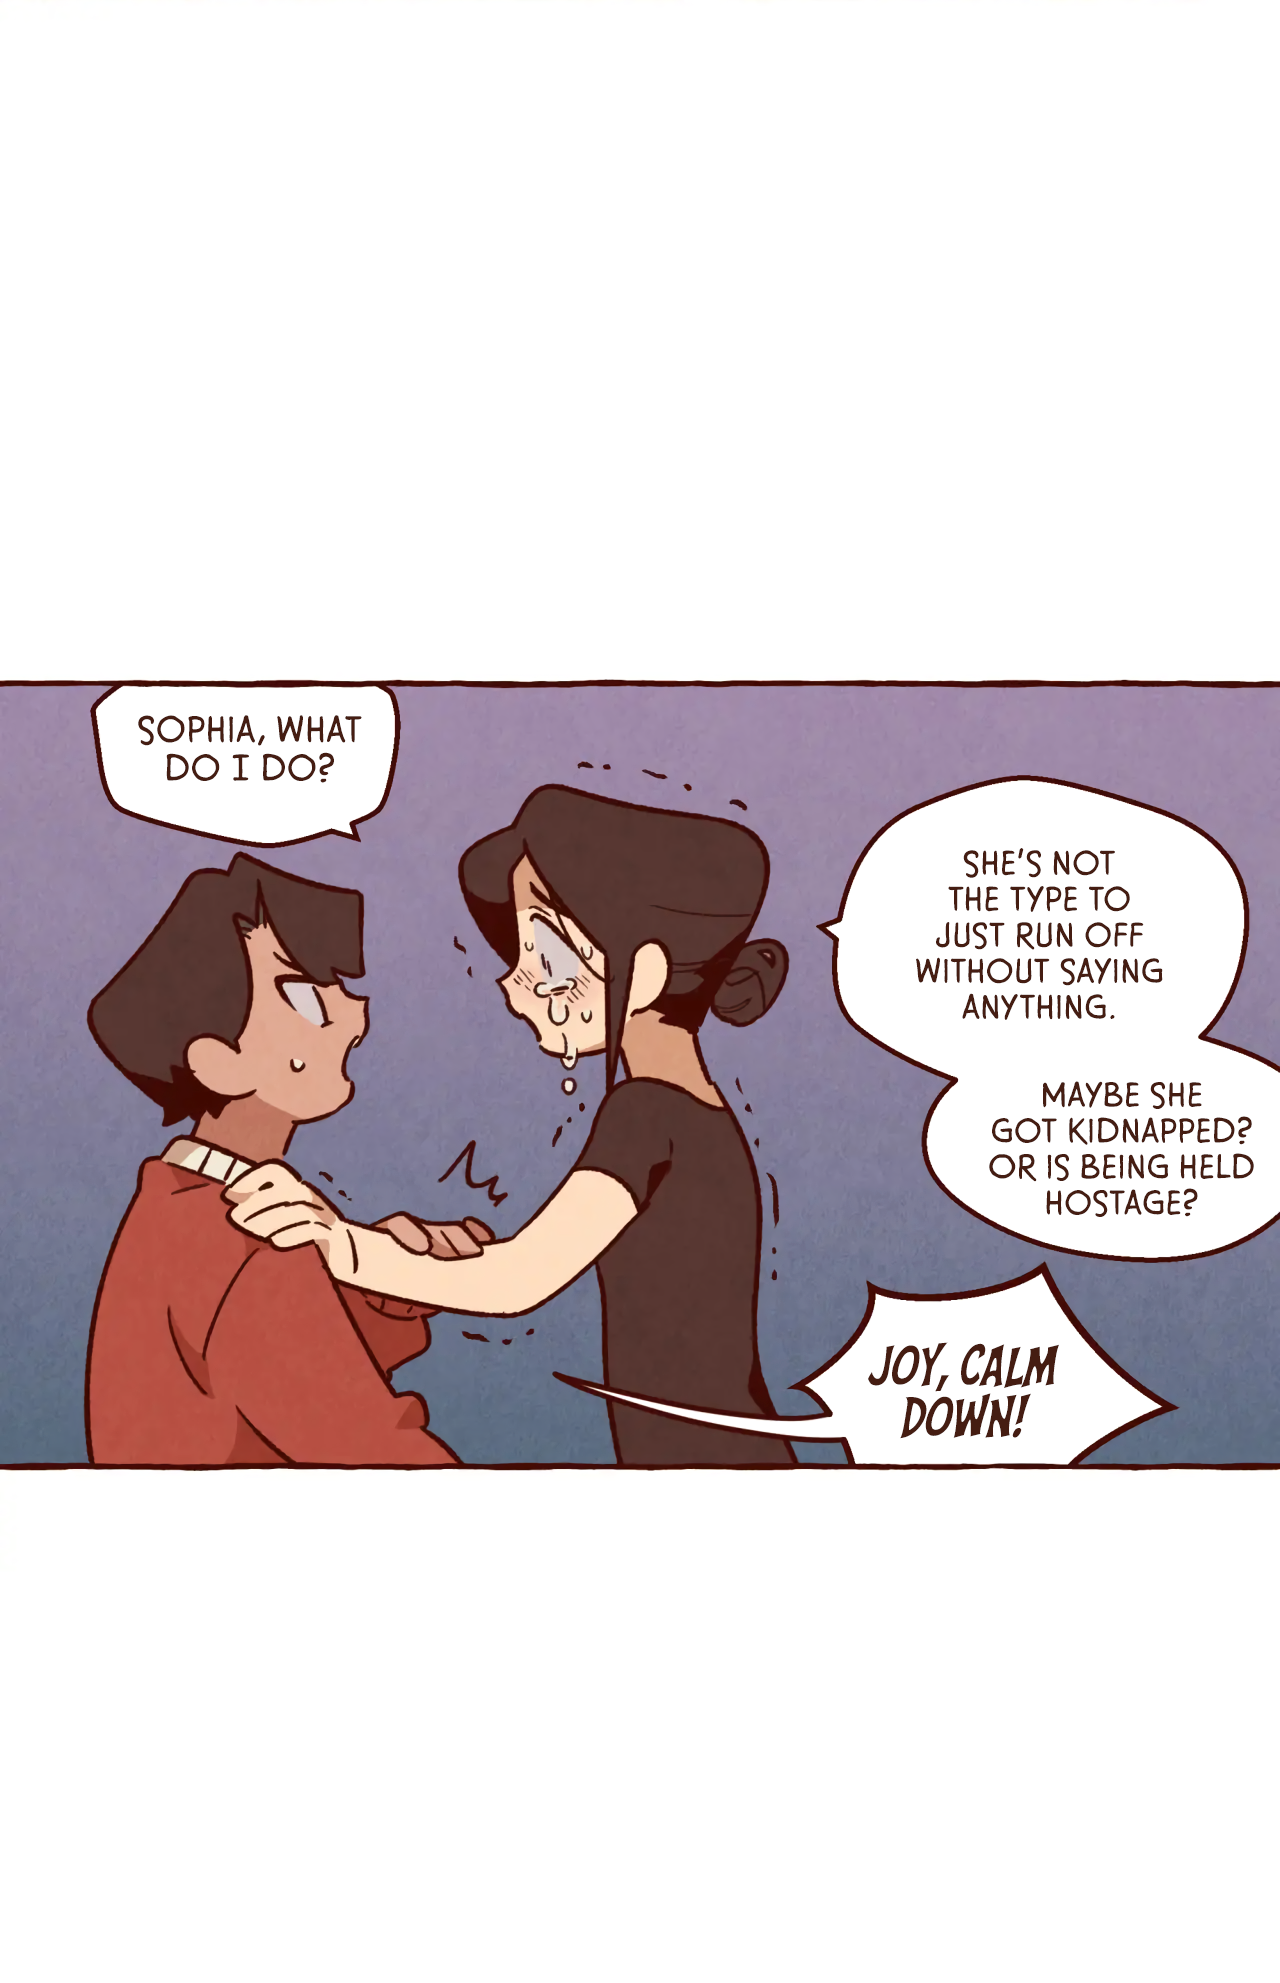 SOPHIA, WHAT
DO I DO?
SHE'S NOT
THE TYPE TO
JUST RUN OFF
WITHOUT SAYING
ANYTHING.
MAYBE SHE
GOT KIDNAPPED?
OR IS BEING HELD
HOSTAGE?
JOY, CALM
DOWN!